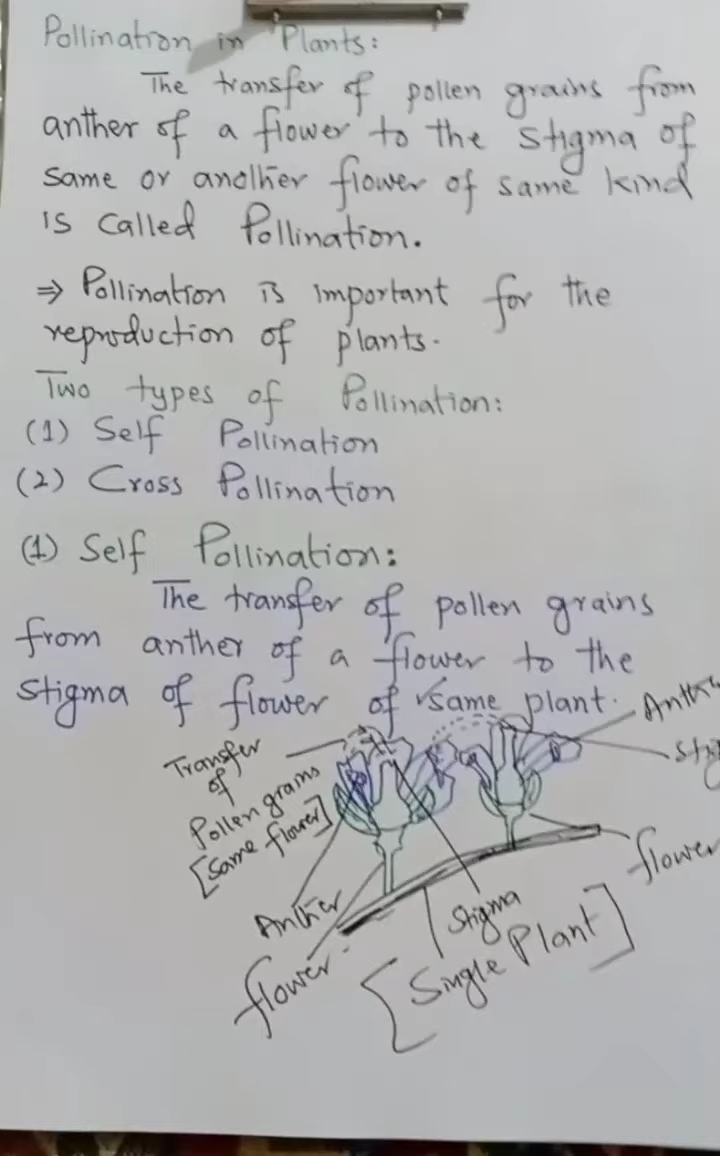 Pollination in Plants:
The transfer of pollen grains from
anther of a flower to the stigma of
same or another flower of same kind
is called Pollination.
⇒ Pollination is important for the
reproduction of plants.
Two types of Pollination:
(1) Self Pollination
(2) Cross Pollination
(1) Self Pollination:
The transfer of pollen grains
from anther of a flower to the
stigma of flower of same plant.
Transfer
of
Pollen grains
[Same flower]
Anther
flower
Stigma
[Single Plant]
flower